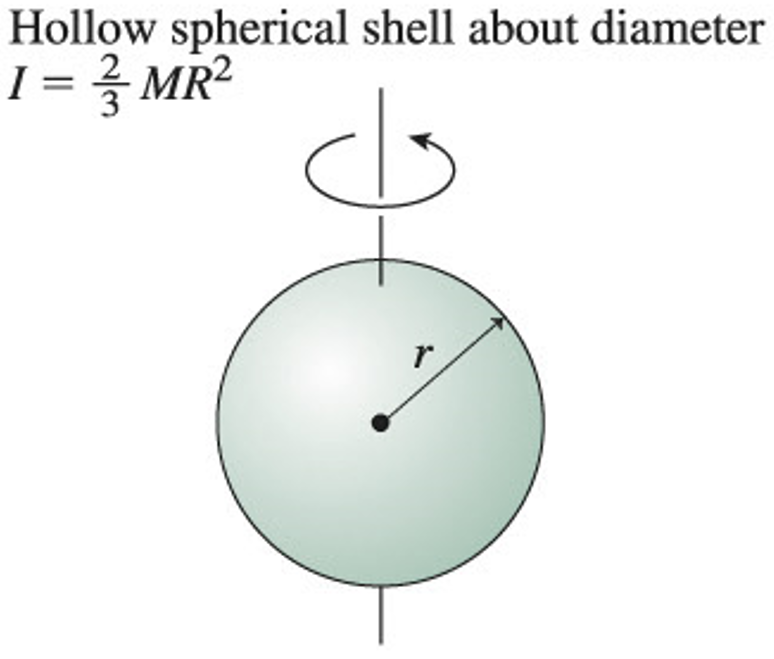 Hollow spherical shell about diameter
I = 2/3 MR²
r